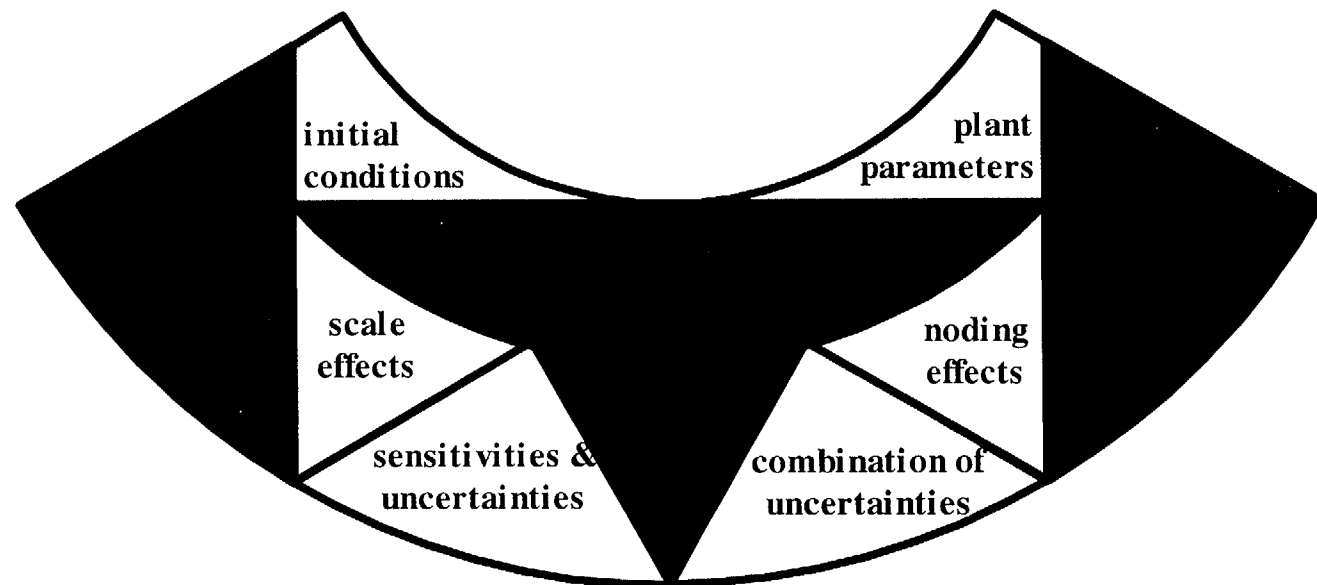 initial
conditions
plant
parameters
scale
effects
noding
effects
sensitivities &
uncertainties
combination of
uncertainties